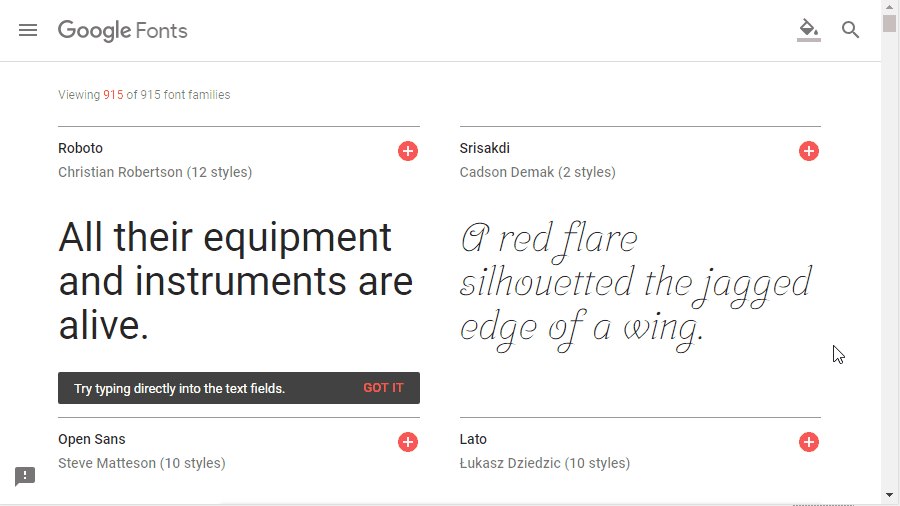 Google Fonts
Viewing 915 of 915 font families
Roboto
Christian Robertson (12 styles)
All their equipment
and instruments are
alive.
Try typing directly into the text fields. GOT IT
Srisakdi
Cadson Demak (2 styles)
A red flare
silhouetted the jagged
edge of a wing.
Open Sans
Steve Matteson (10 styles)
Lato
Łukasz Dziedzic (10 styles)